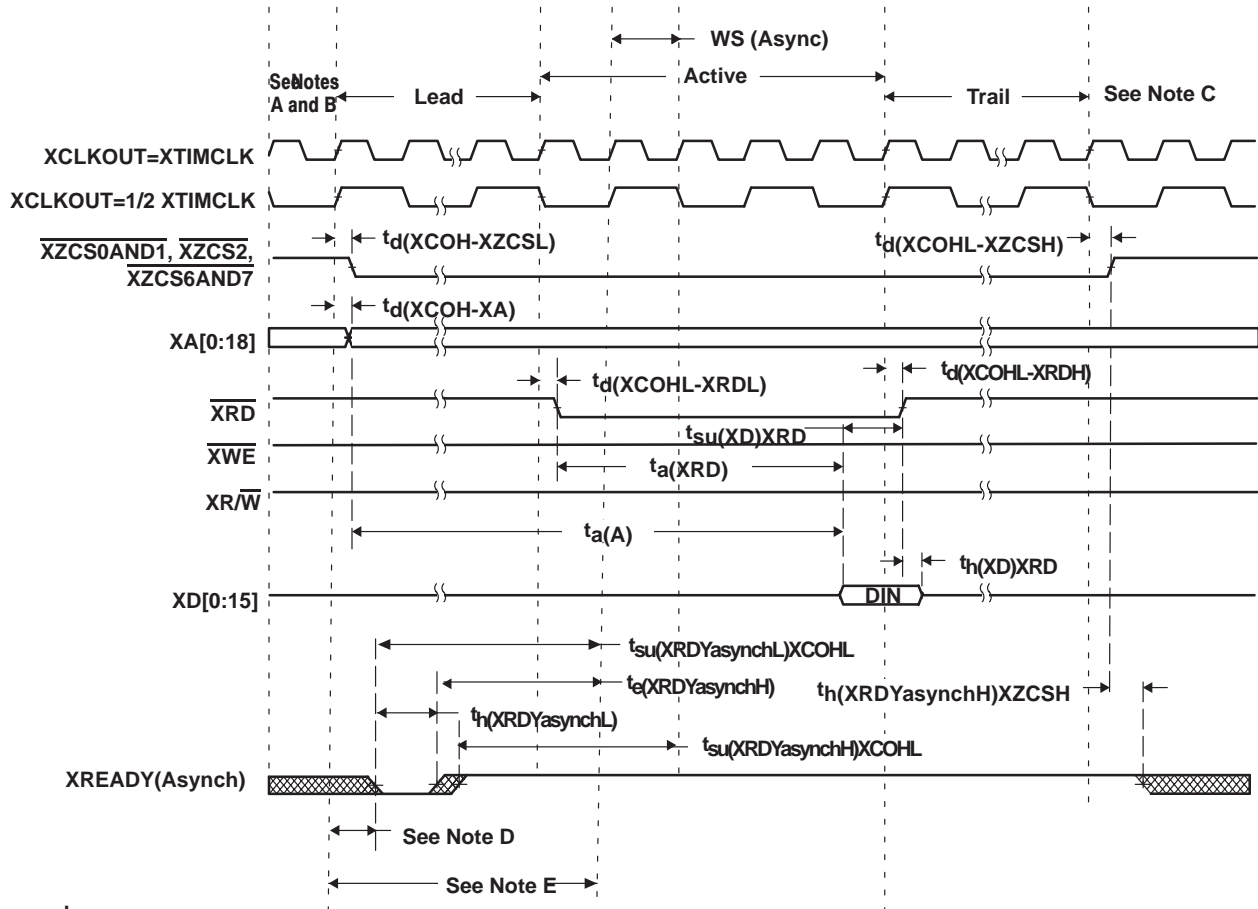 WS (Async)
Active
See Notes
A and B
Lead
Trail
See Note C
XCLKOUT=XTIMCLK
XCLKOUT=1/2 XTIMCLK
td(XCOH-XZCSL)
td(XCOHL-XZCSH)
XZCS0AND1, XZCS2,
XZCS6AND7
td(XCOH-XA)
XA[0:18]
td(XCOHL-XRDL)
td(XCOHL-XRDH)
XRD
tsu(XD)XRD
XWE
ta(XRD)
XR/W
ta(A)
th(XD)XRD
XD[0:15]
DIN
tsu(XRDYasynchL)XCOHL
te(XRDYasynchH)
th(XRDYasynchH)XZCSH
th(XRDYasynchL)
tsu(XRDYasynchH)XCOHL
XREADY(Asynch)
See Note D
See Note E